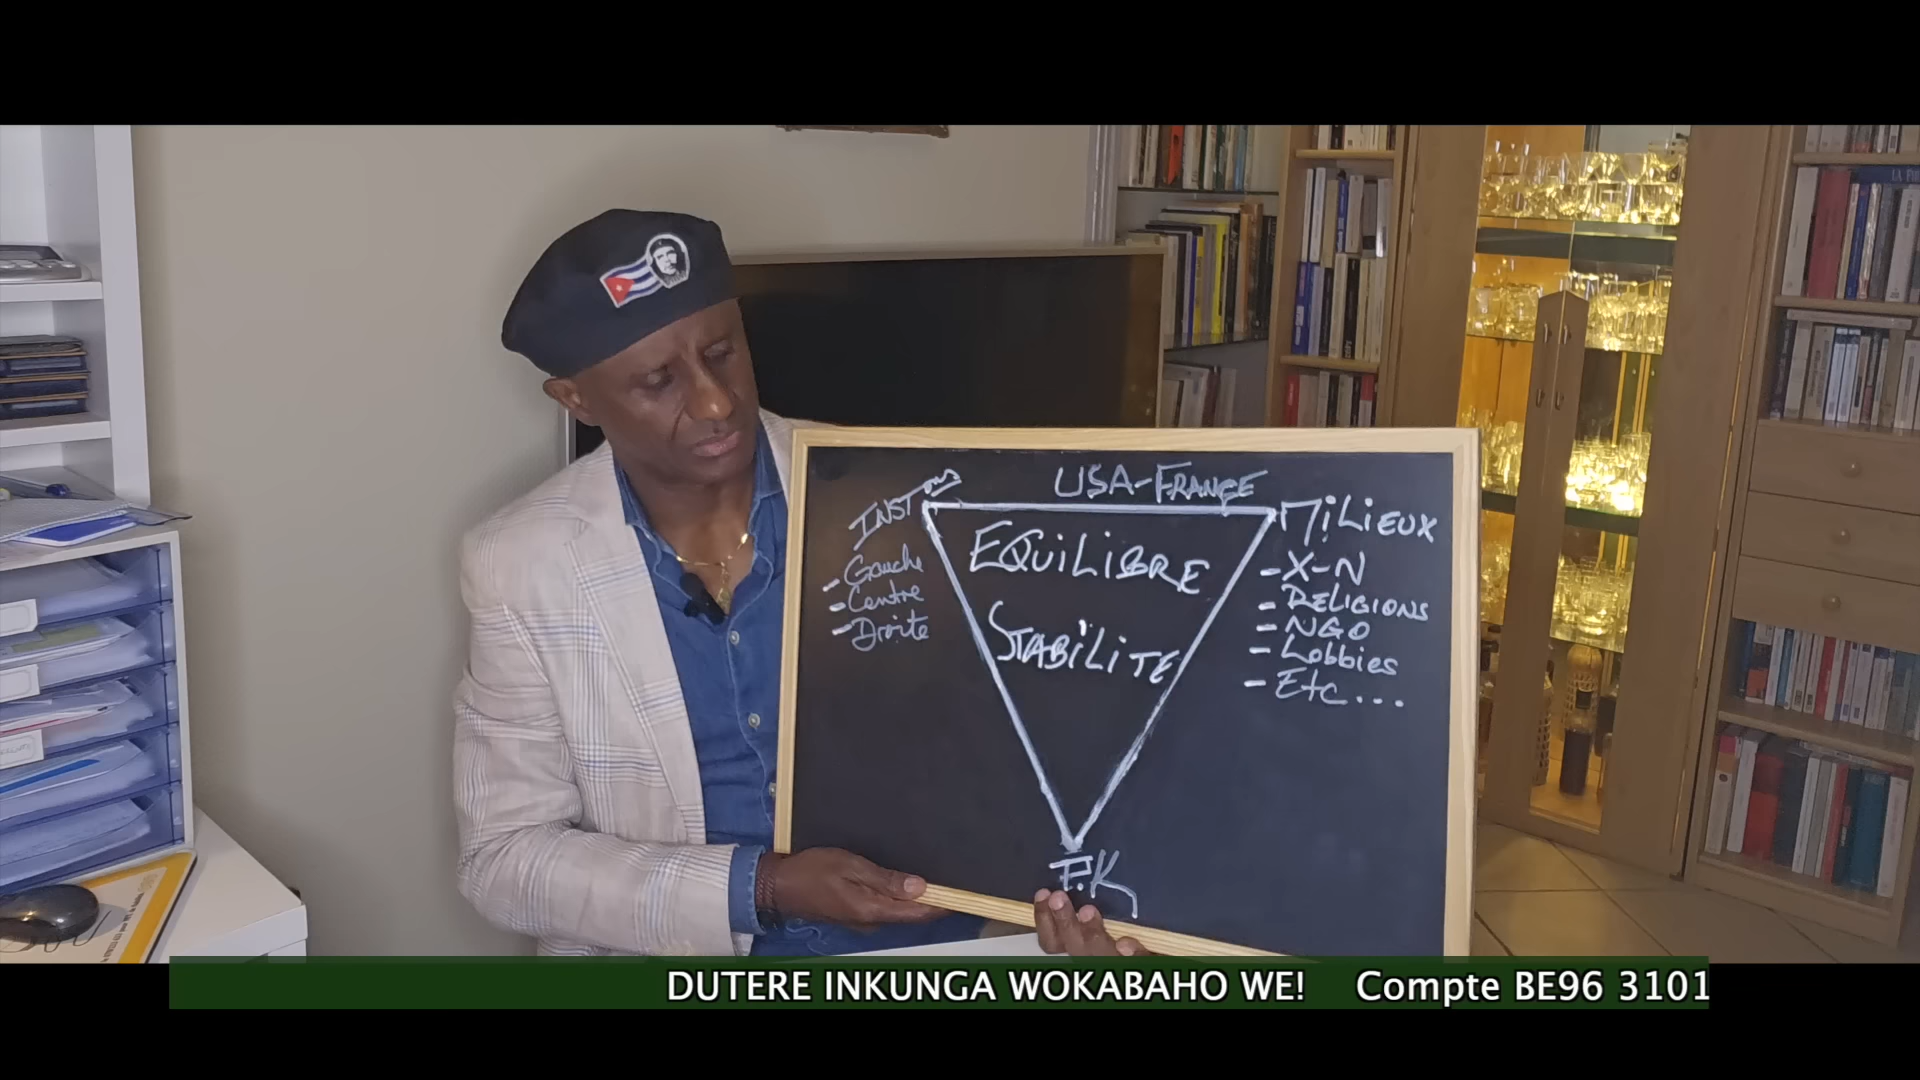 USA-FRANCE
INSTons
MiLiEUX
EQUiLiBRE
- Gauche
- Centre
- Droite
- X-N
- RELIGIONS
- NGO
- Lobbies
- Etc...
STABiLiTE
P.K
DUTERE INKUNGA WOKABAHO WE! Compte BE96 3101